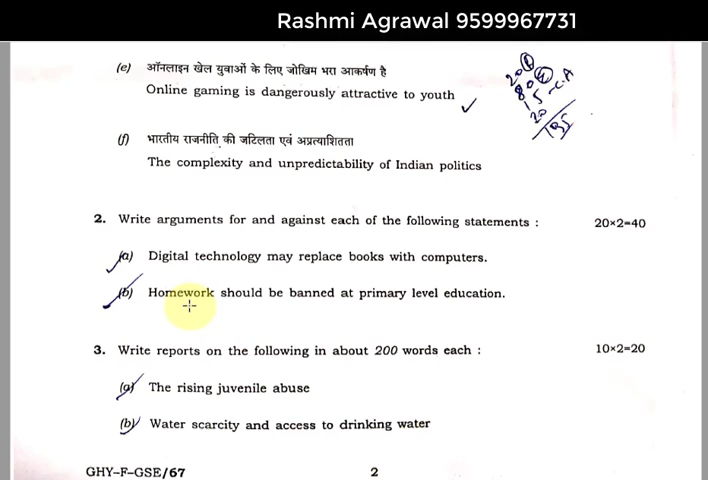 Rashmi Agrawal 9599967731
(e) ऑनलाइन खेल युवाओं के लिए जोखिम भरा आकर्षण है
Online gaming is dangerously attractive to youth
(f) भारतीय राजनीति की जटिलता एवं अप्रत्याशितता
The complexity and unpredictability of Indian politics
2. Write arguments for and against each of the following statements : 20×2=40
(a) Digital technology may replace books with computers.
(b) Homework should be banned at primary level education.
3. Write reports on the following in about 200 words each : 10×2=20
(a) The rising juvenile abuse
(b) Water scarcity and access to drinking water
GHY-F-GSE/67 2